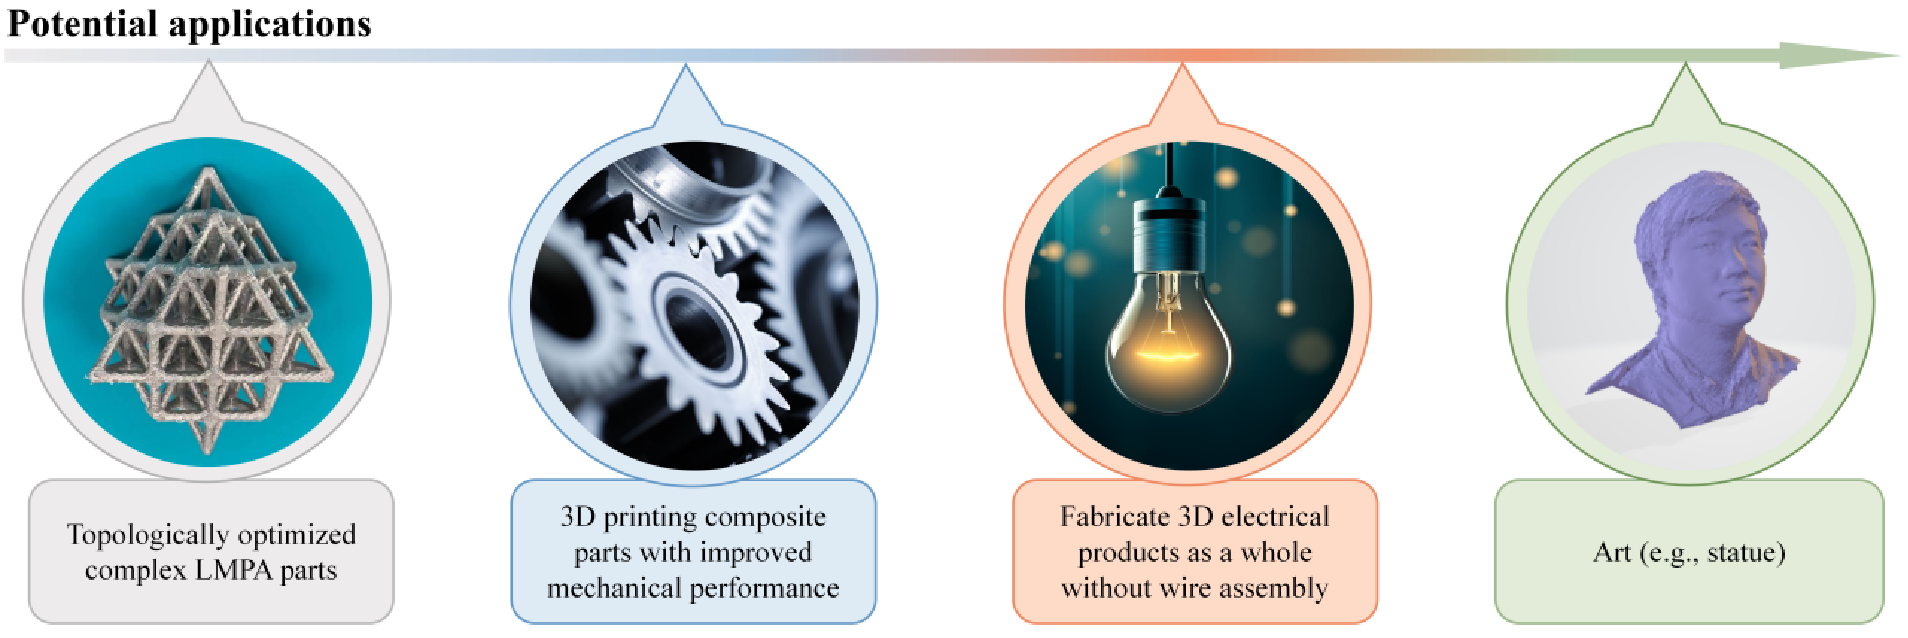 Potential applications
Topologically optimized
complex LMPA parts
3D printing composite
parts with improved
mechanical performance
Fabricate 3D electrical
products as a whole
without wire assembly
Art (e.g., statue)